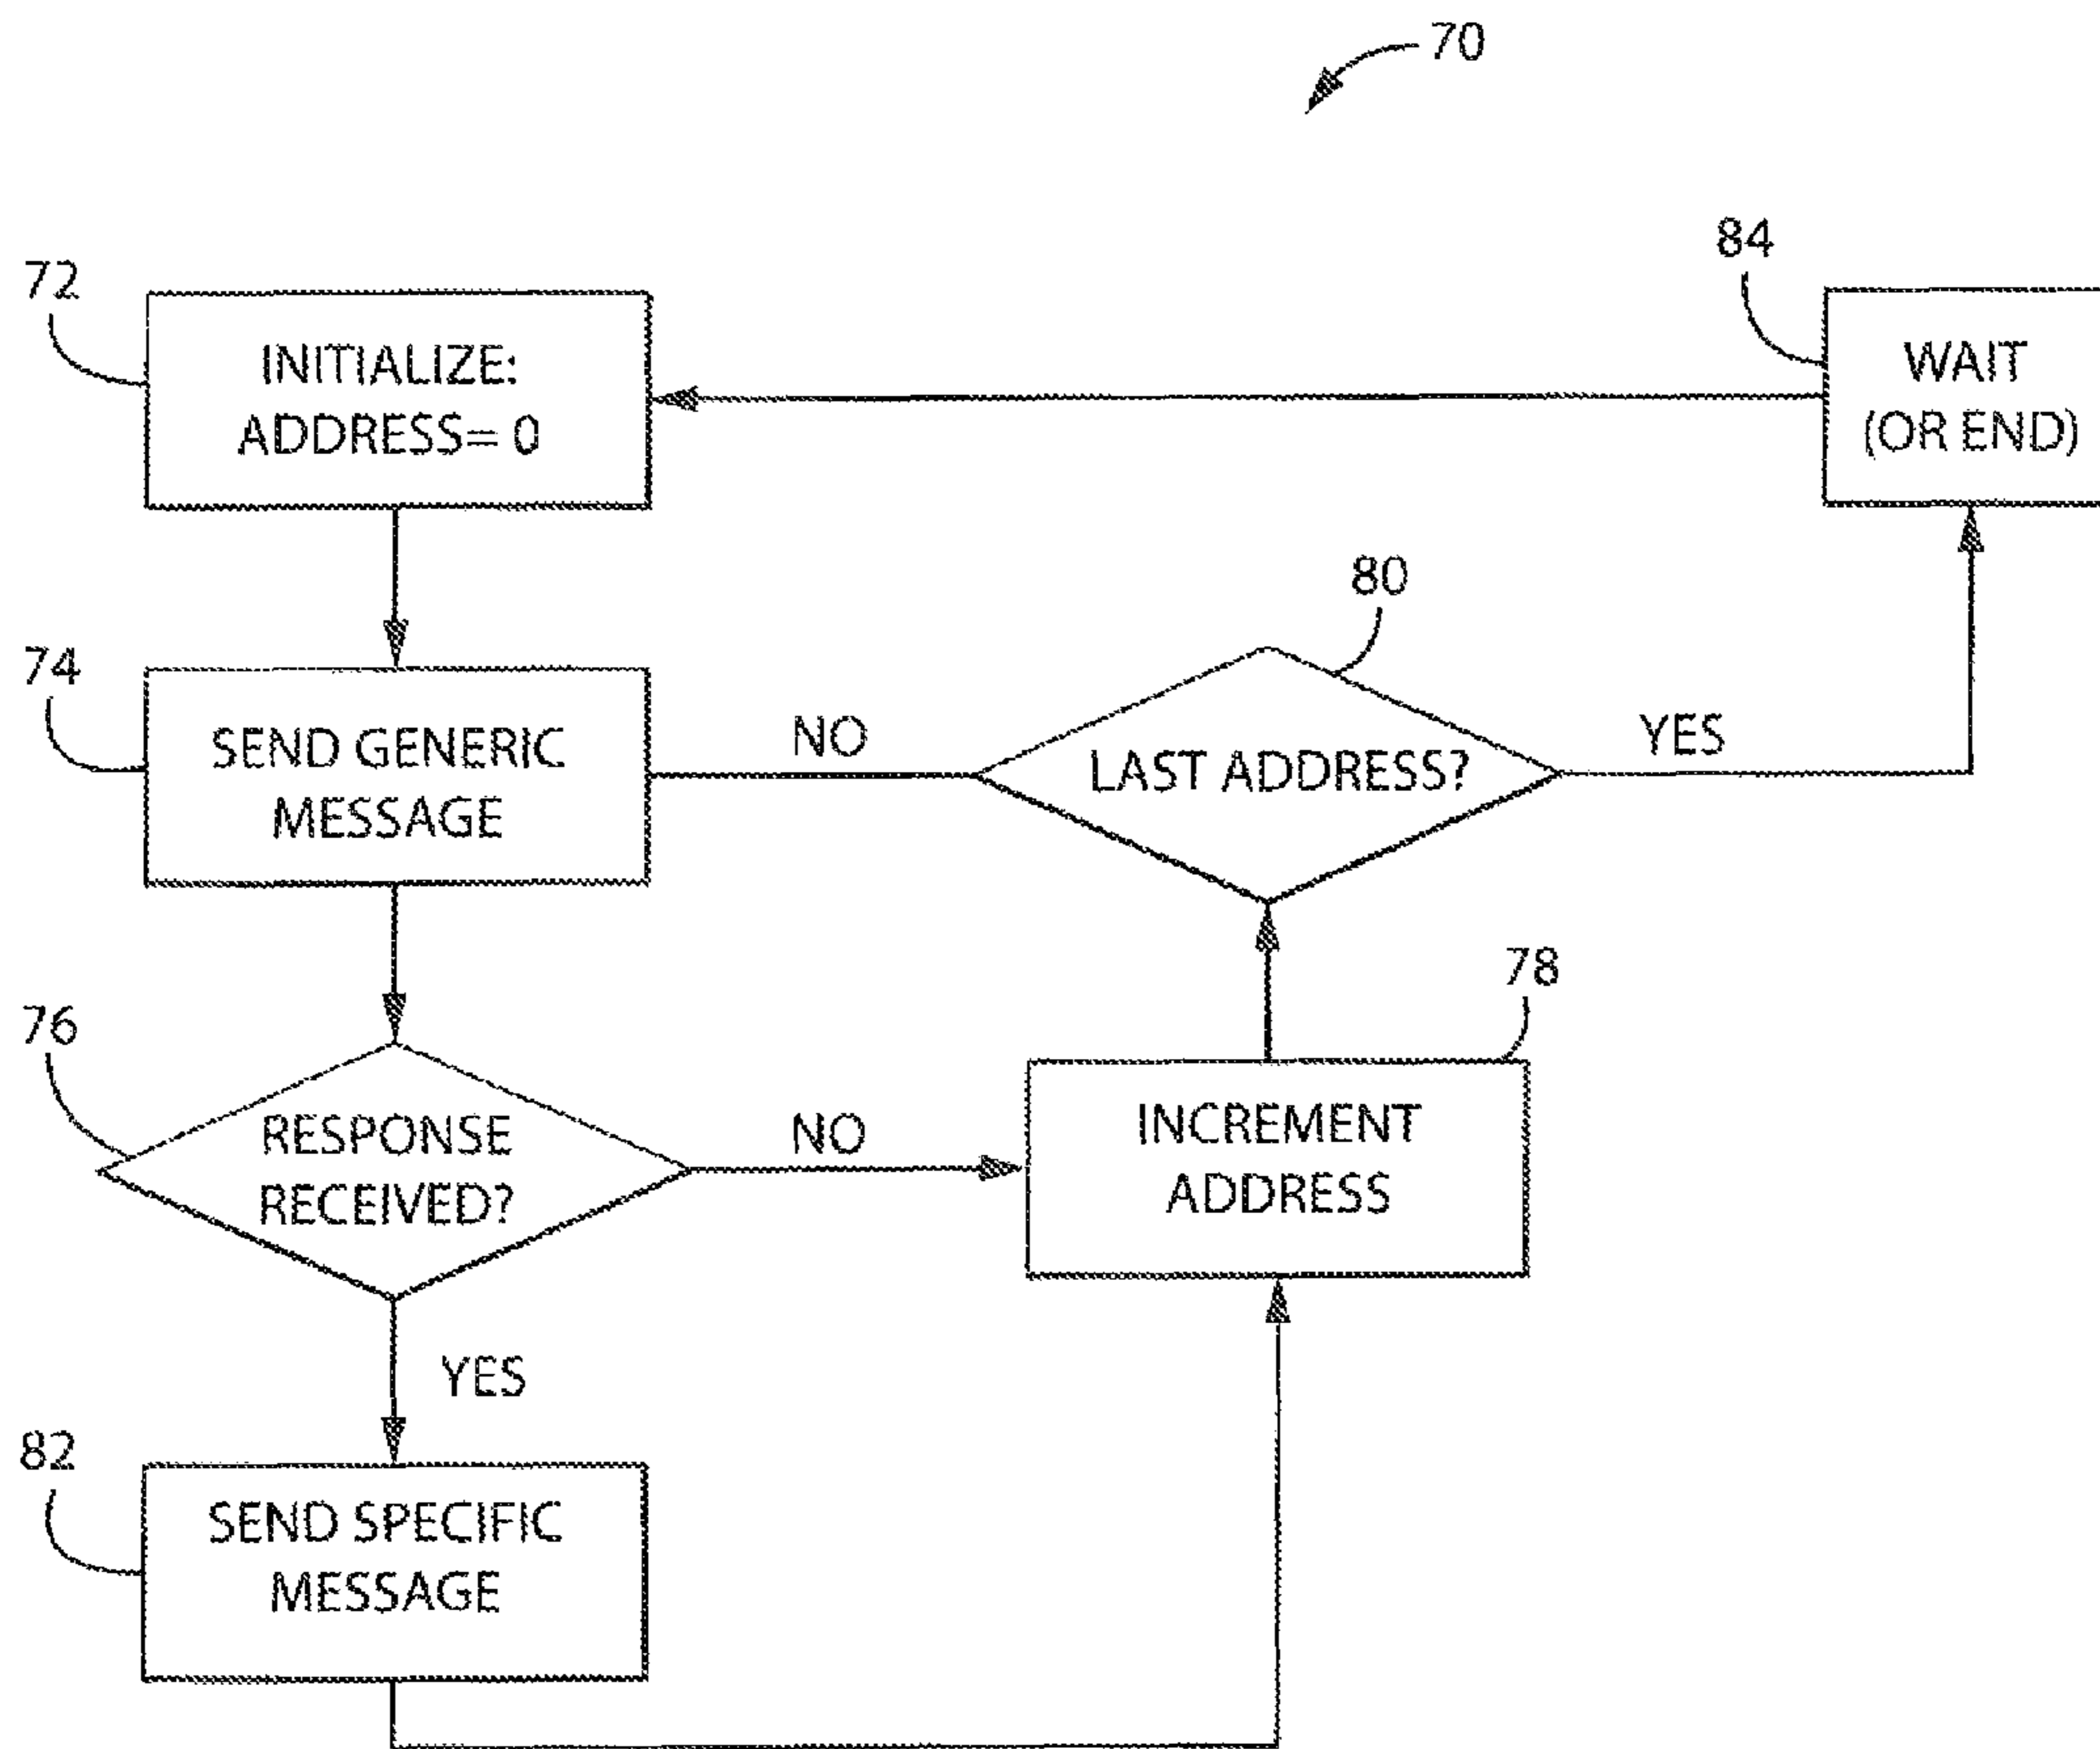 70
84
72
INITIALIZE:
ADDRESS= 0
WAIT
(OR END)
80
74
SEND GENERIC
MESSAGE
NO
LAST ADDRESS?
YES
78
76
RESPONSE
RECEIVED?
NO
INCREMENT
ADDRESS
YES
82
SEND SPECIFIC
MESSAGE